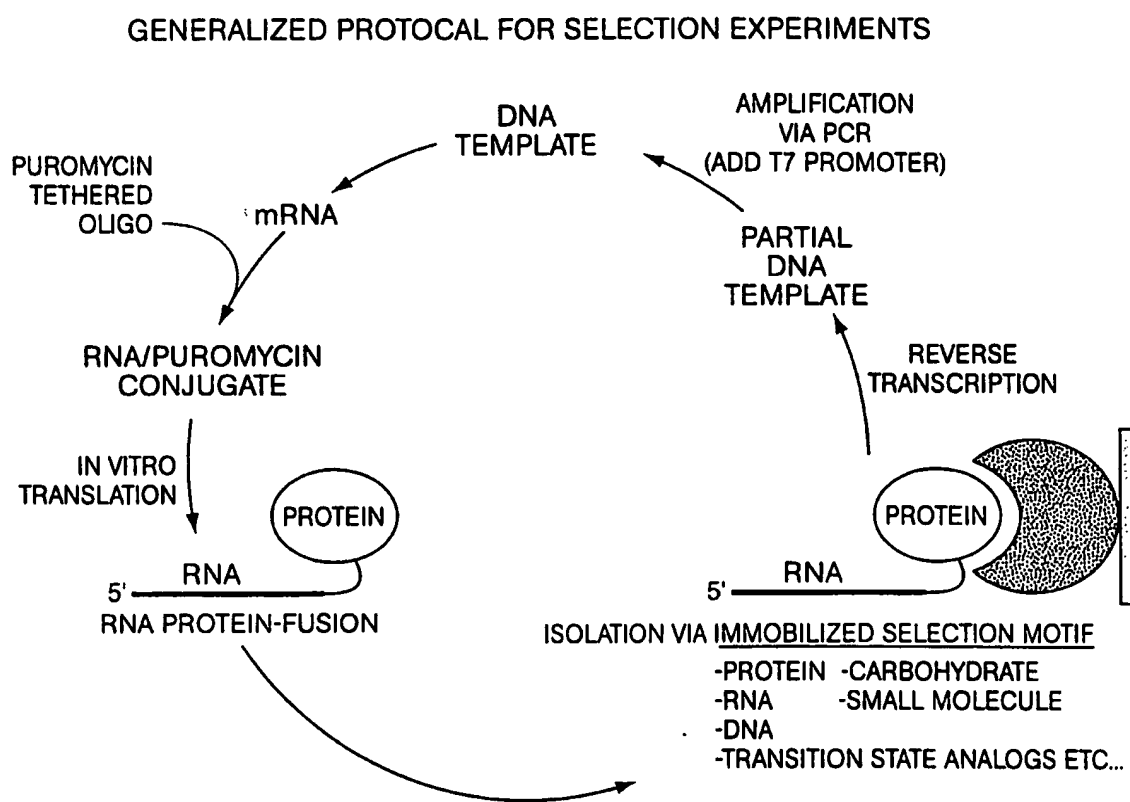 GENERALIZED PROTOCAL FOR SELECTION EXPERIMENTS
DNA
TEMPLATE
AMPLIFICATION
VIA PCR
(ADD T7 PROMOTER)
PUROMYCIN
TETHERED
OLIGO
mRNA
PARTIAL
DNA
TEMPLATE
RNA/PUROMYCIN
CONJUGATE
REVERSE
TRANSCRIPTION
IN VITRO
TRANSLATION
PROTEIN
RNA
5'
RNA PROTEIN-FUSION
PROTEIN
RNA
5'
ISOLATION VIA IMMOBILIZED SELECTION MOTIF
-PROTEIN -CARBOHYDRATE
-RNA -SMALL MOLECULE
-DNA
-TRANSITION STATE ANALOGS ETC...